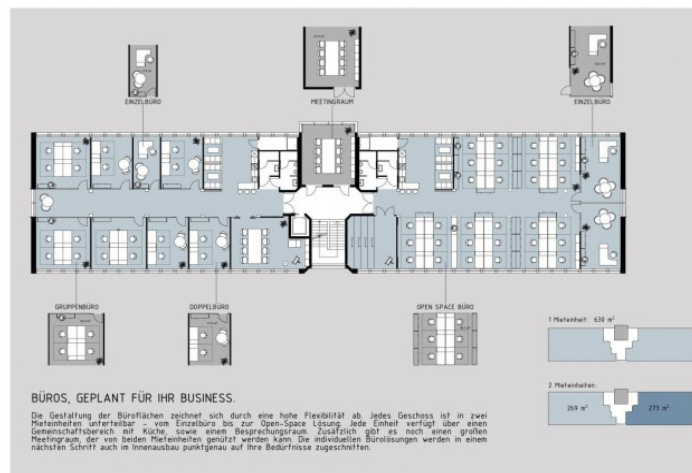 EINZELBÜRO
MEETINGRAUM
EINZELBÜRO
GRUPPENBÜRO
DOPPELBÜRO
OPEN SPACE BÜRO
1 Mieteinheit: 630 m²
2 Mieteinheiten:
269 m²
273 m²
BÜROS, GEPLANT FÜR IHR BUSINESS.
Die Gestaltung der Büroflächen zeichnet sich durch eine hohe Flexibilität ab. Jedes Geschoss ist in zwei
Mieteinheiten unterteilbar - vom Einzelbüro bis zur Open-Space Lösung. Jede Einheit verfügt über einen
Gemeinschaftsbereich mit Küche, sowie einem Besprechungsraum. Zusätzlich gibt es noch einen großen
Meetingraum, der von beiden Mieteinheiten genützt werden kann. Die individuellen Bürolösungen werden in einem
nächsten Schritt auch im Innenausbau punktgenau auf Ihre Bedürfnisse zugeschnitten.